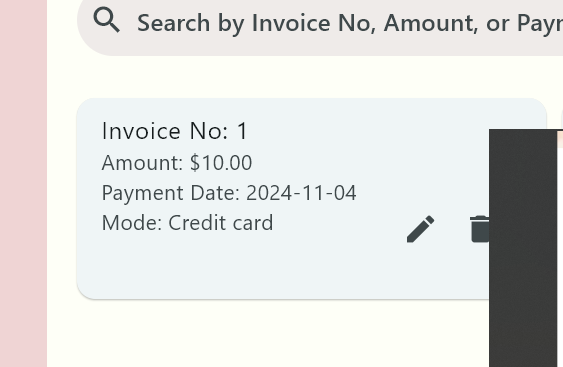 Search by Invoice No, Amount, or
Invoice No: 1
Amount: $10.00
Payment Date: 2024-11-04
Mode: Credit card